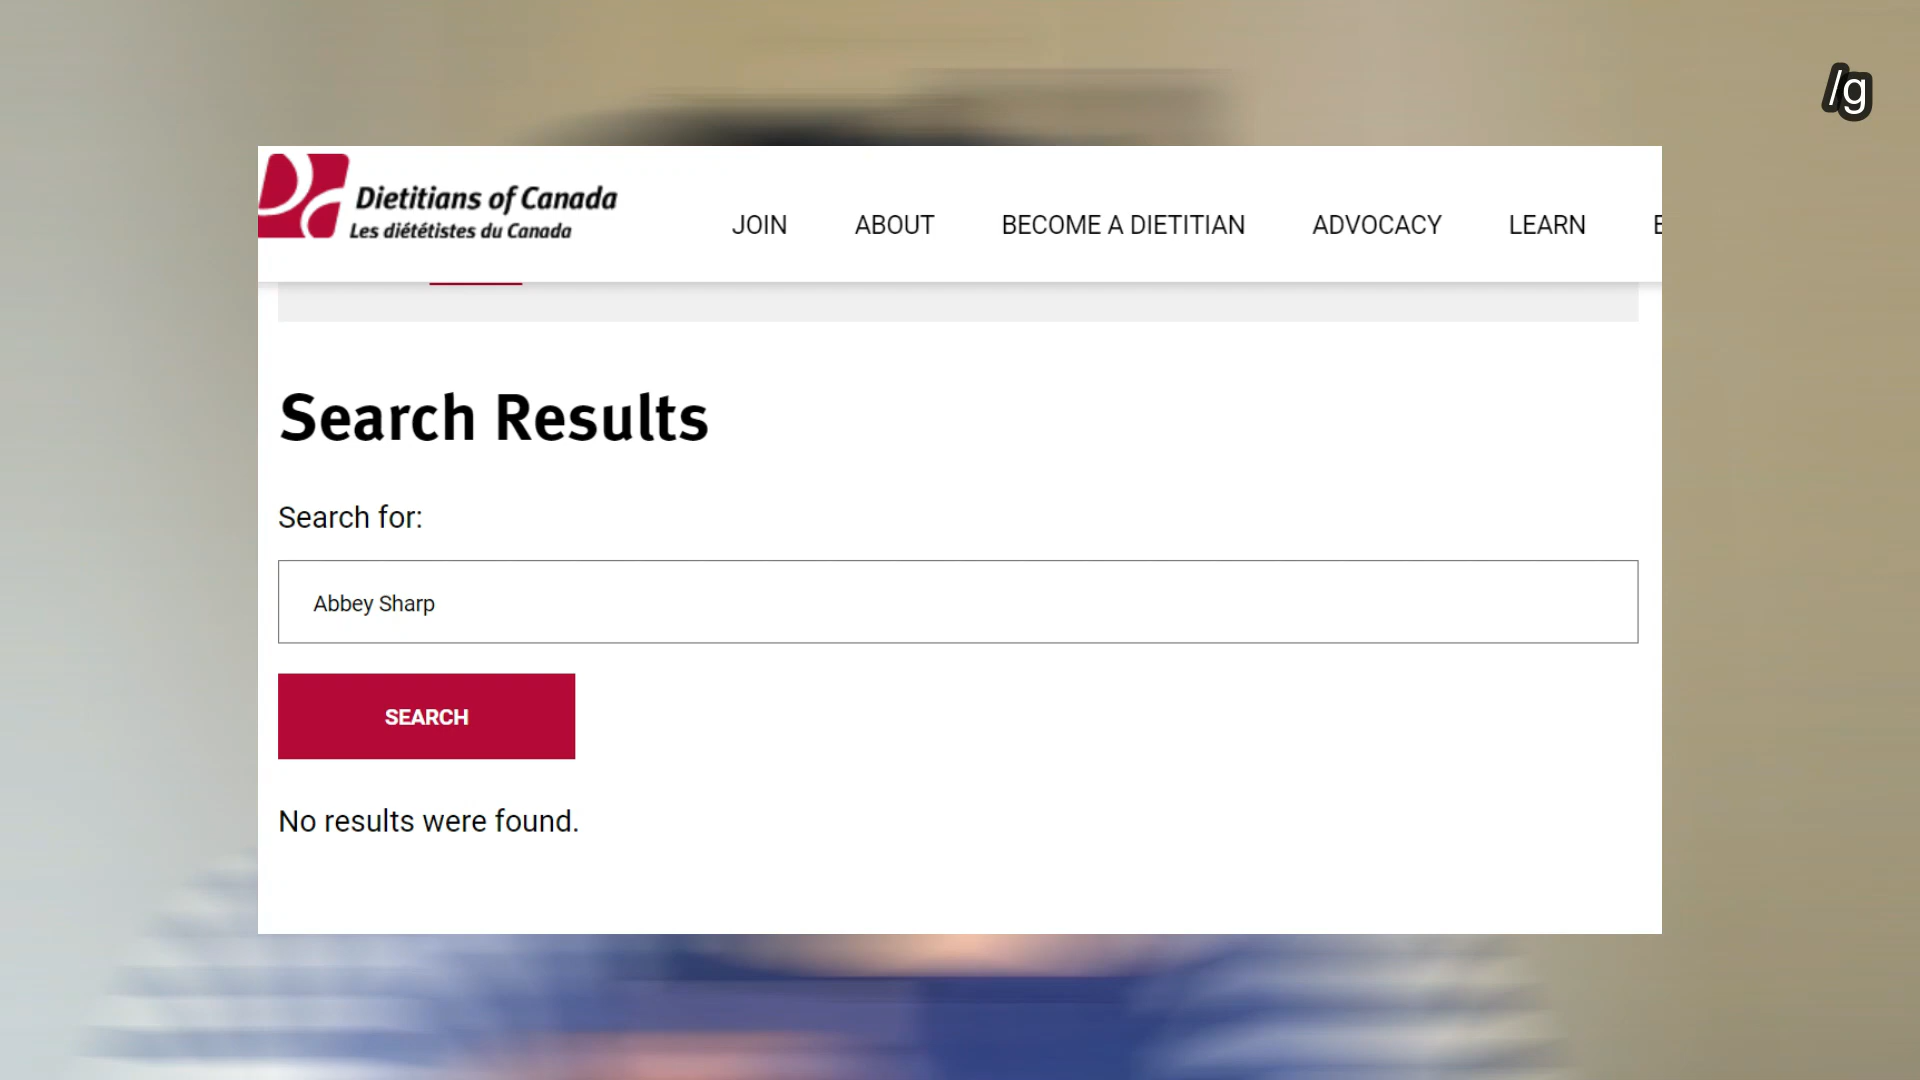 /g
Dietitians of Canada
Les diététistes du Canada
JOIN ABOUT BECOME A DIETITIAN ADVOCACY LEARN
Search Results
Search for:
Abbey Sharp
SEARCH
No results were found.